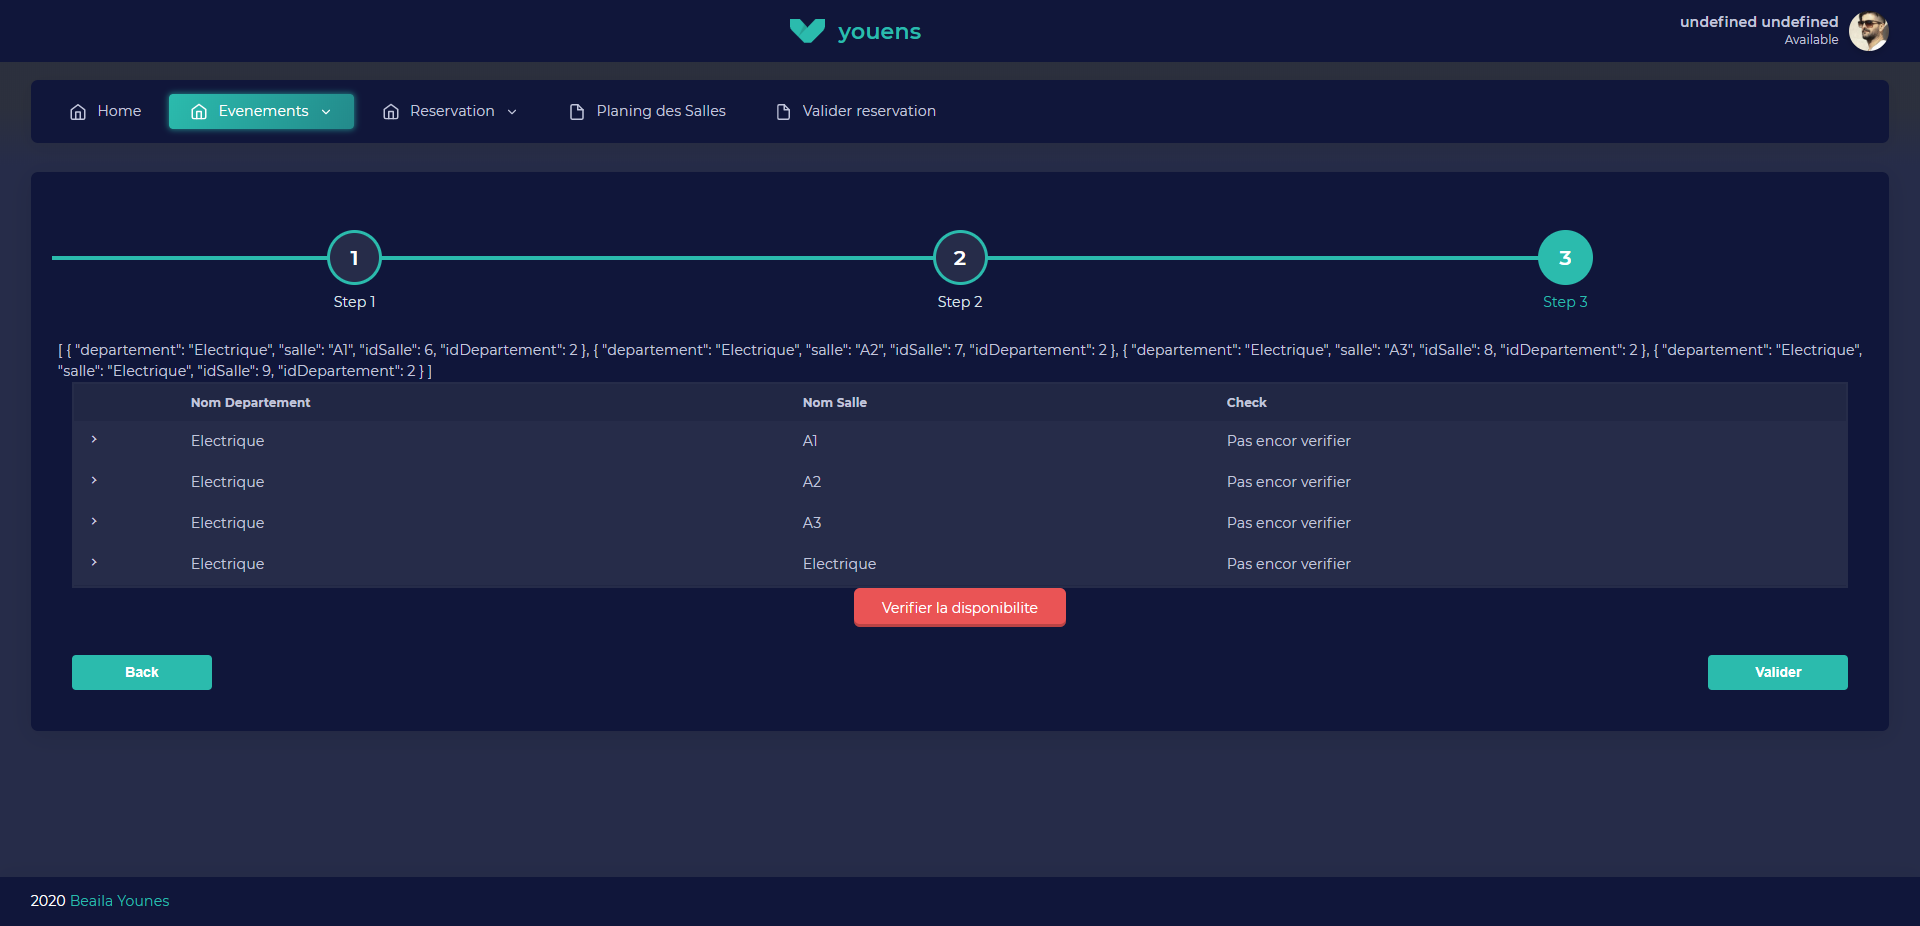 youens
undefined undefined
Available
Home
Evenements
Reservation
Planing des Salles
Valider reservation
1
2
3
Step 1
Step 2
Step 3
[ { "departement": "Electrique", "salle": "A1", "idSalle": 6, "idDepartement": 2 }, { "departement": "Electrique", "salle": "A2", "idSalle": 7, "idDepartement": 2 }, { "departement": "Electrique", "salle": "A3", "idSalle": 8, "idDepartement": 2 }, { "departement": "Electrique",
"salle": "Electrique", "idSalle": 9, "idDepartement": 2 } ]
Nom Departement Nom Salle Check
Electrique A1 Pas encor verifier
Electrique A2 Pas encor verifier
Electrique A3 Pas encor verifier
Electrique Electrique Pas encor verifier
Verifier la disponibilite
Back
Valider
2020 Beaila Younes